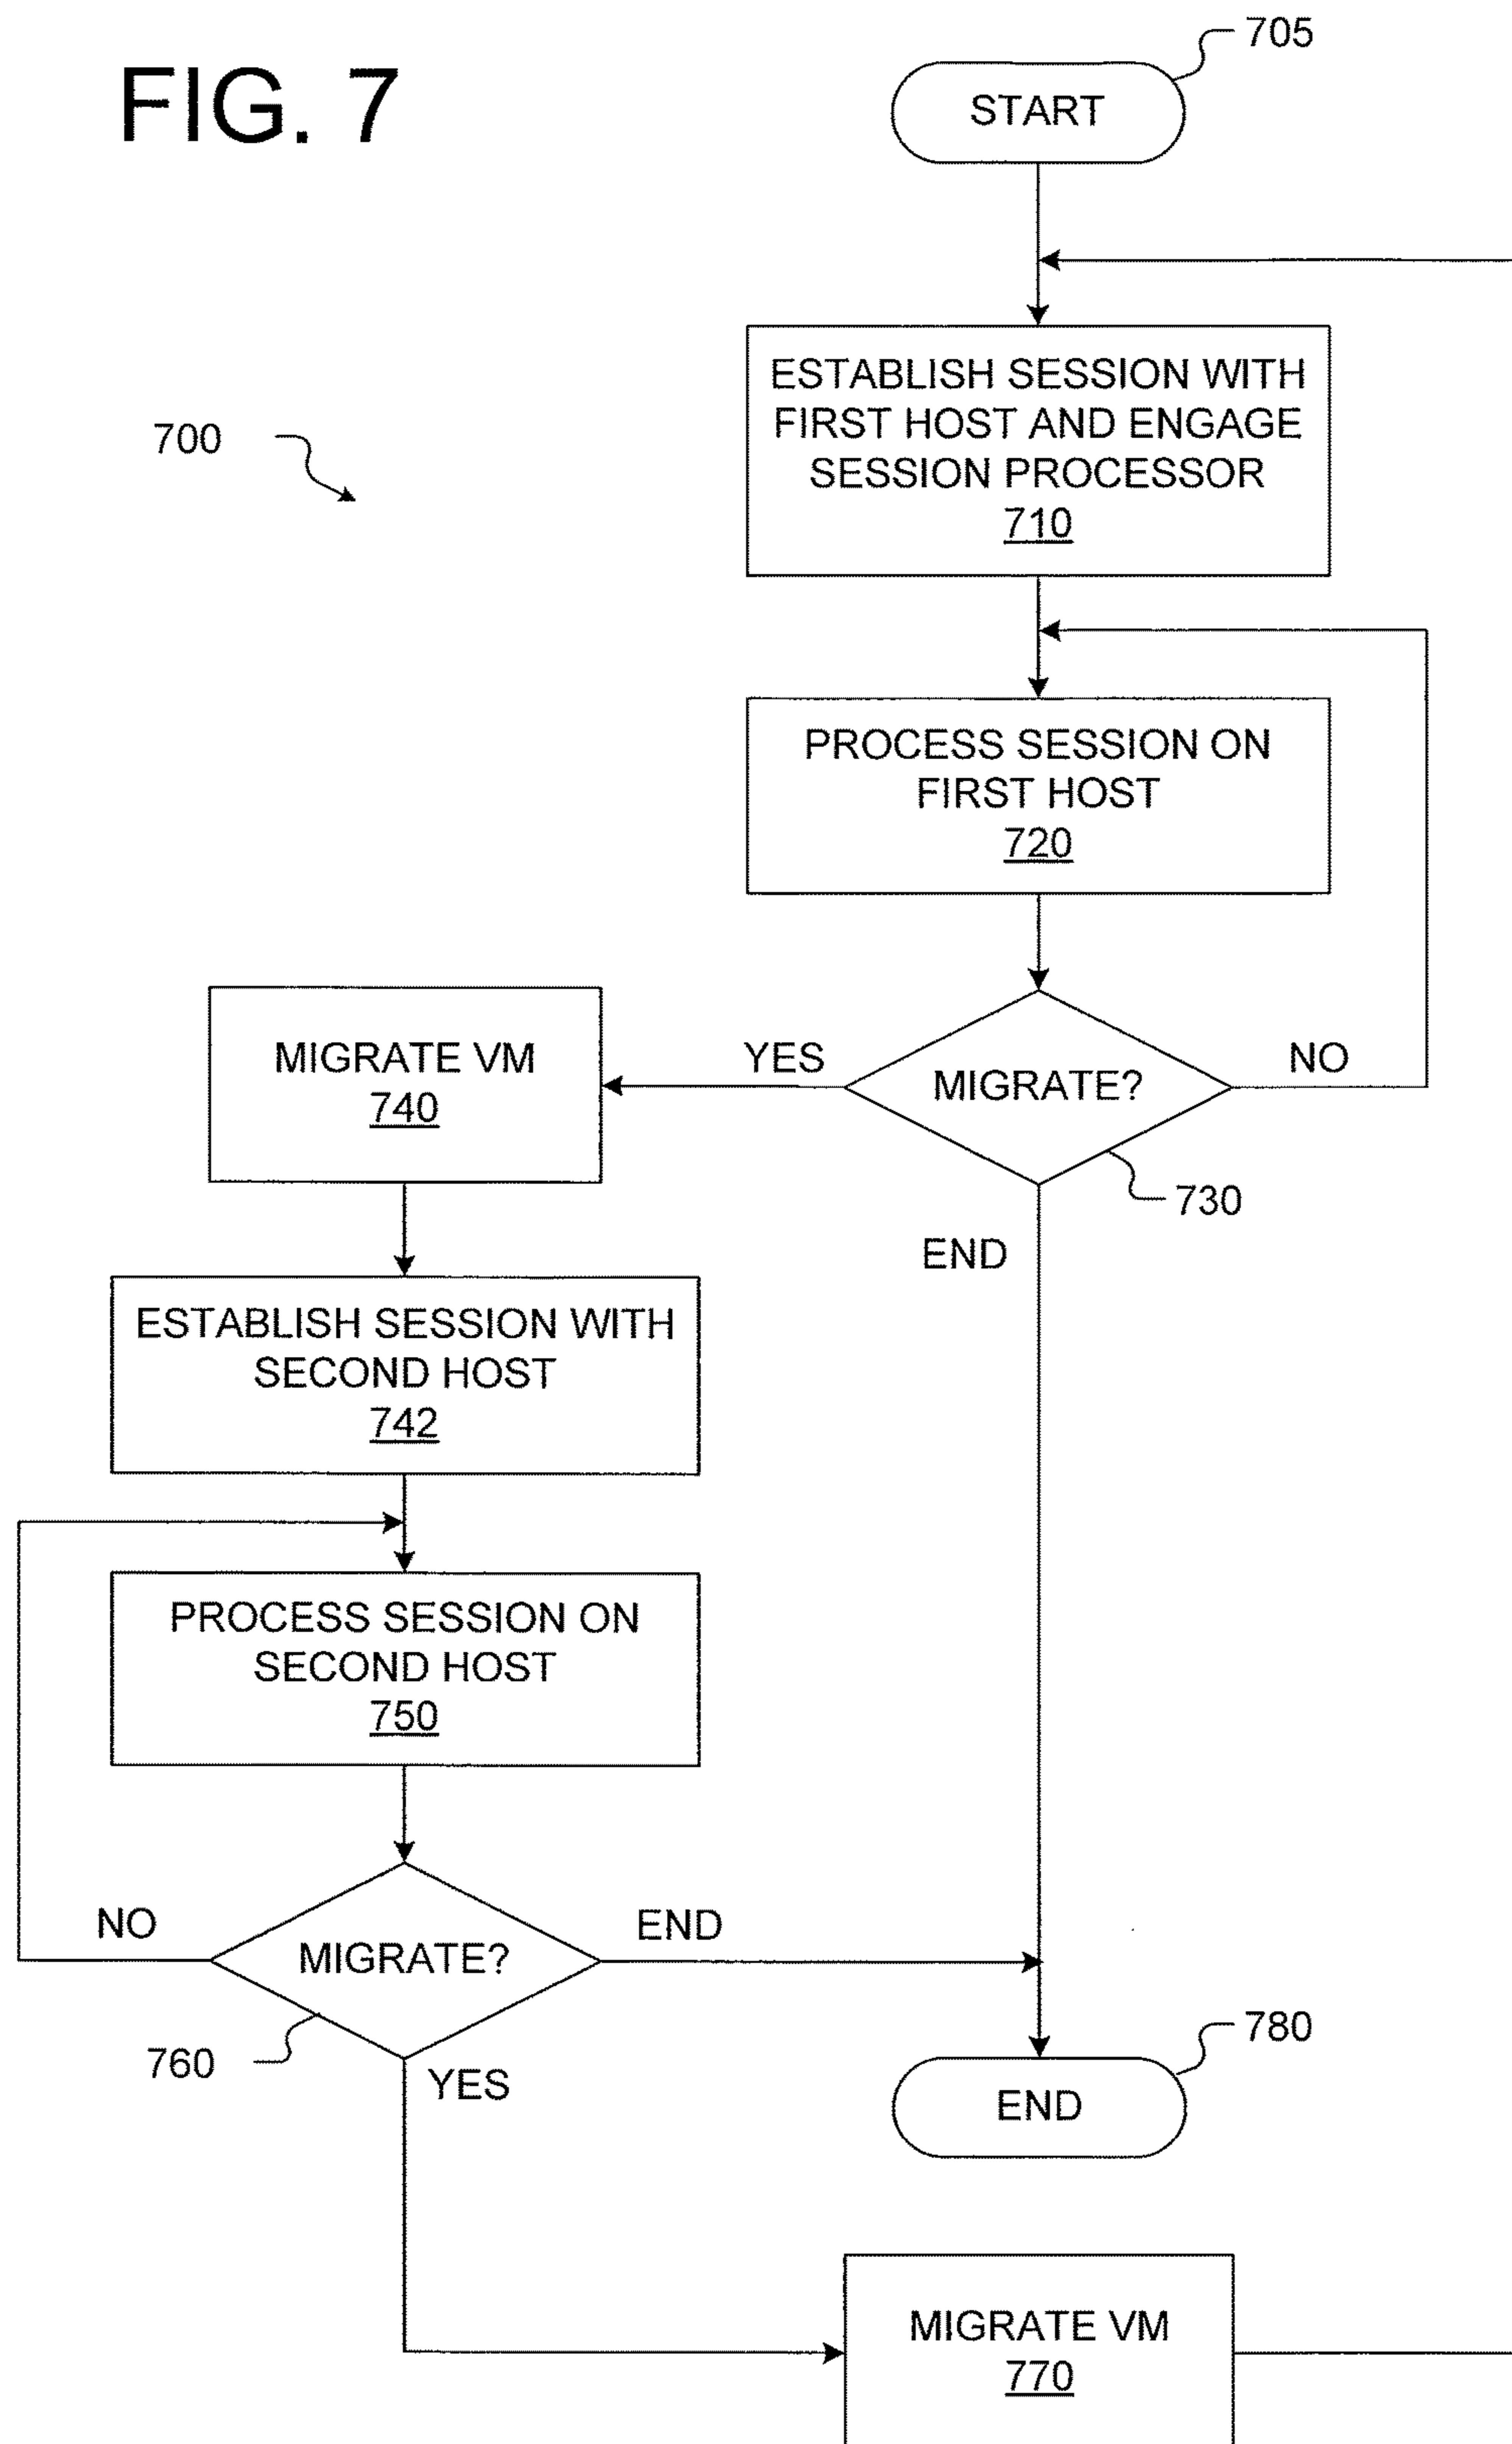 FIG. 7
705
START
700
ESTABLISH SESSION WITH
FIRST HOST AND ENGAGE
SESSION PROCESSOR
710
PROCESS SESSION ON
FIRST HOST
720
MIGRATE VM
740
YES
MIGRATE?
NO
730
END
ESTABLISH SESSION WITH
SECOND HOST
742
PROCESS SESSION ON
SECOND HOST
750
NO
MIGRATE?
END
760
YES
780
END
MIGRATE VM
770